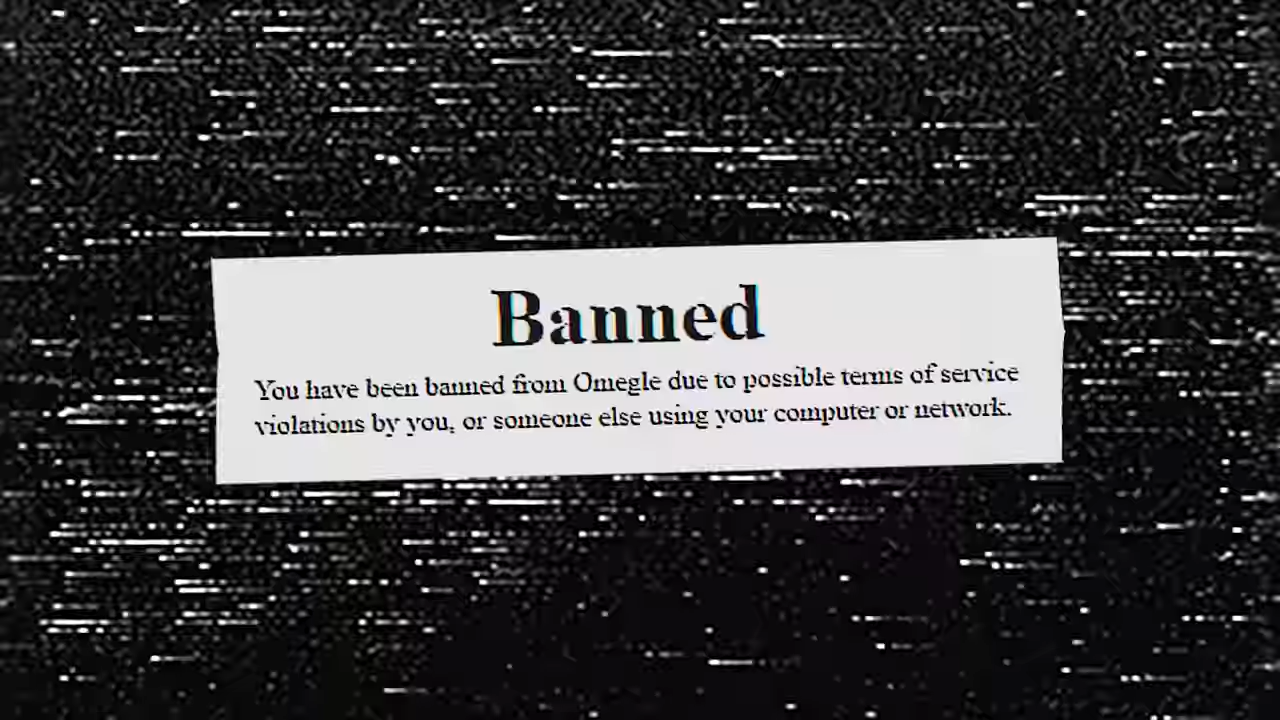 Banned
You have been banned from Omegle due to possible terms of service
violations by you, or someone else using your computer or network.